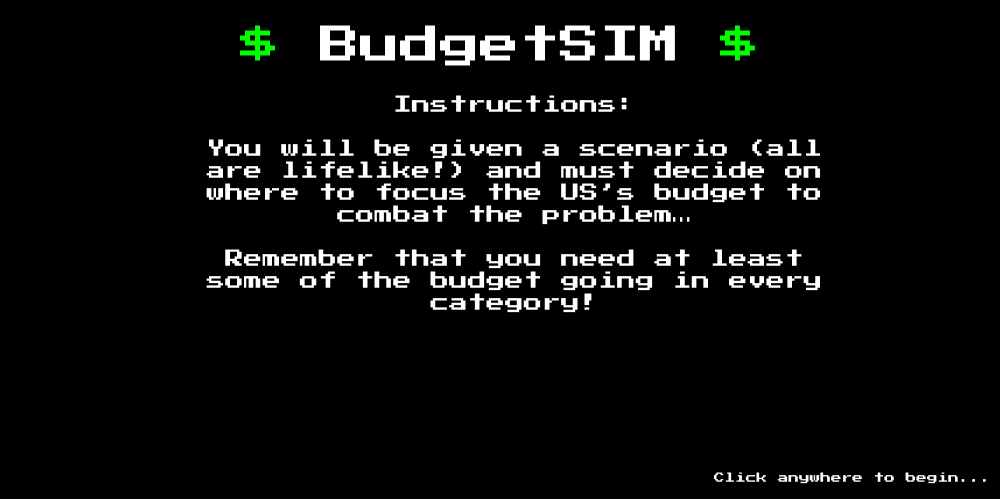 $ BudgetSIM $
Instructions:
You will be given a scenario (all
are lifelike!) and must decide on
where to focus the US's budget to
combat the problem…
Remember that you need at least
some of the budget going in every
category!
Click anywhere to begin...